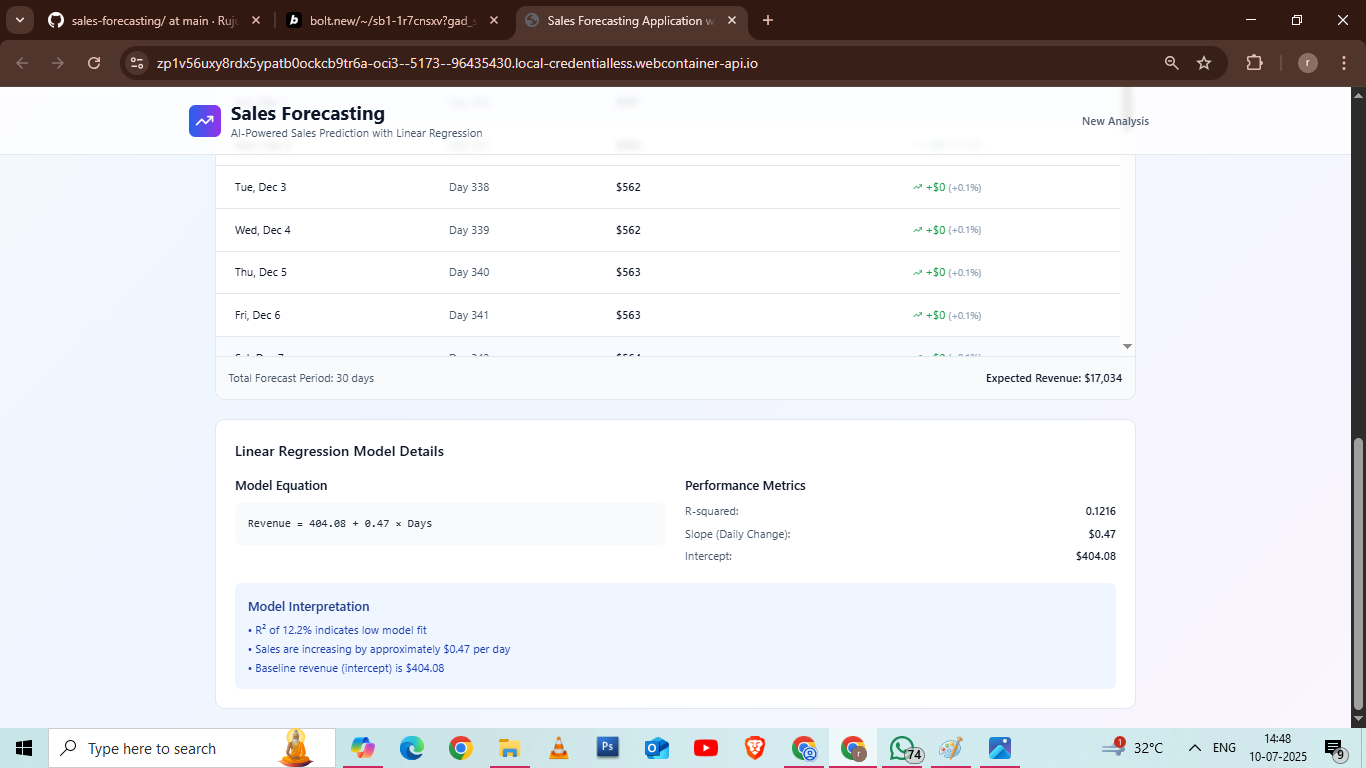 sales-forecasting/ at main · Ruju
bolt.new/~/sb1-1r7cnsxv?gad_s
Sales Forecasting Application w
zp1v56uxy8rdx5ypatb0ockcb9tr6a-oci3--5173--96435430.local-credentialless.webcontainer-api.io
r
Sales Forecasting
AI-Powered Sales Prediction with Linear Regression
New Analysis
Tue, Dec 3 Day 338 $562 +$0 (+0.1%)
Wed, Dec 4 Day 339 $562 +$0 (+0.1%)
Thu, Dec 5 Day 340 $563 +$0 (+0.1%)
Fri, Dec 6 Day 341 $563 +$0 (+0.1%)
Total Forecast Period: 30 days Expected Revenue: $17,034
Linear Regression Model Details
Model Equation
Revenue = 404.08 + 0.47 × Days
Performance Metrics
R-squared: 0.1216
Slope (Daily Change): $0.47
Intercept: $404.08
Model Interpretation
• R² of 12.2% indicates low model fit
• Sales are increasing by approximately $0.47 per day
• Baseline revenue (intercept) is $404.08
Type here to search
Ps
r
74
1
32°C
ENG
14:48
10-07-2025
9